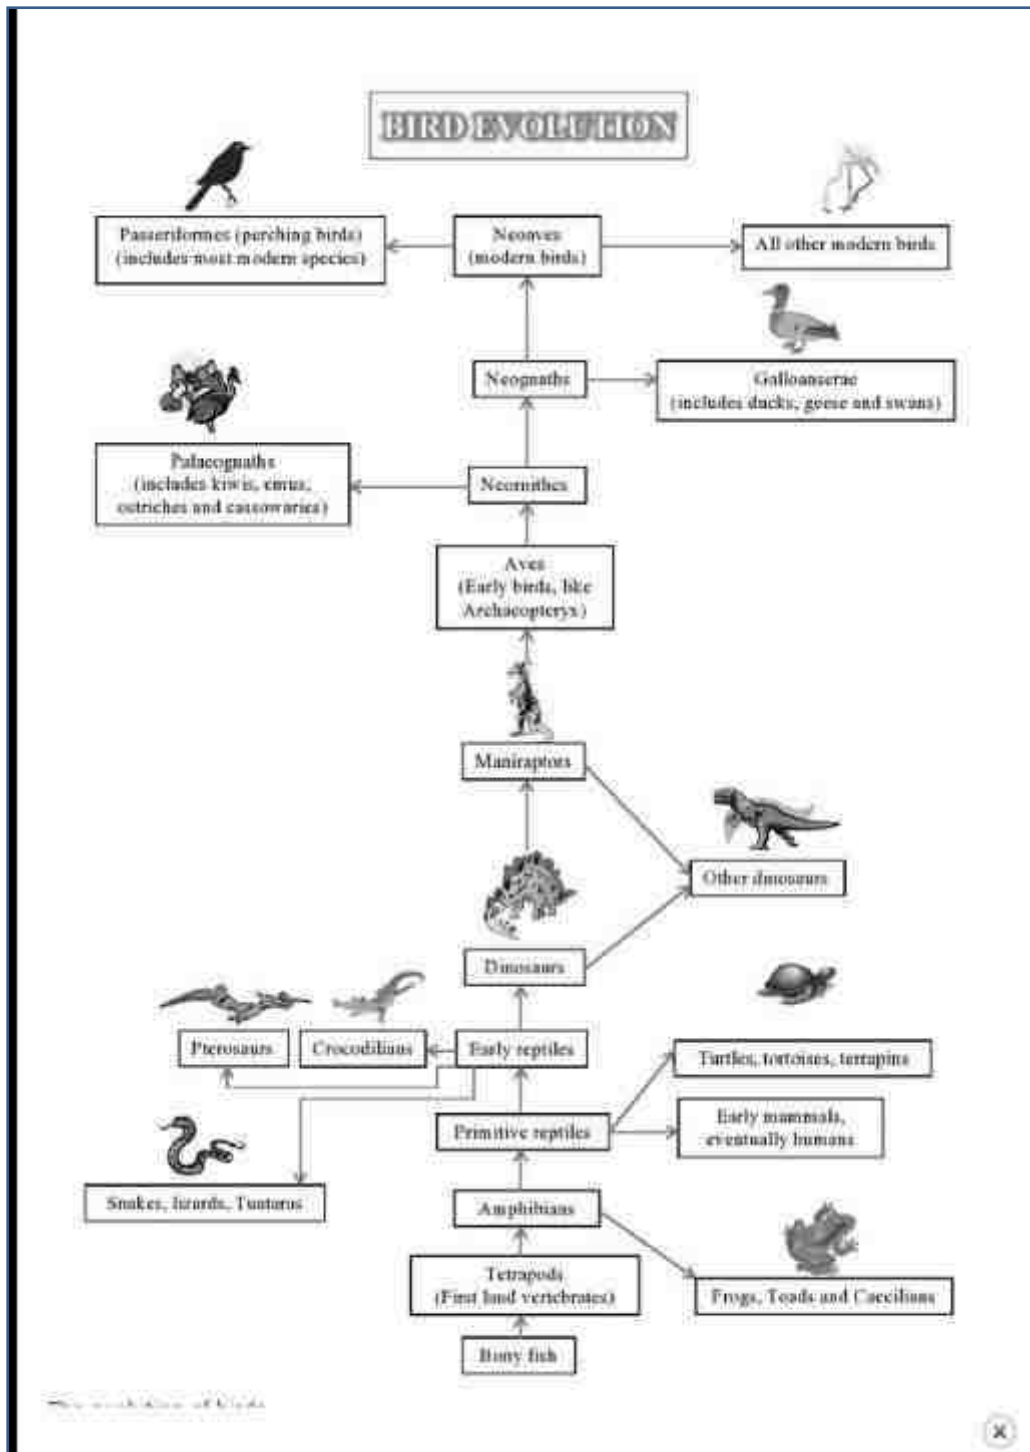 BIRD EVOLUTION
Passeriformes (perching birds)
(includes most modern species)
Neoaves
(modern birds)
All other modern birds
Neognaths
Galloanserae
(includes ducks, geese and swans)
Palaeognaths
(includes kiwis, emus,
ostriches and cassowaries)
Neornithes
Aves
(Early birds, like
Archaeopteryx)
Maniraptors
Other dinosaurs
Dinosaurs
Pterosaurs
Crocodilians
Early reptiles
Turtles, tortoises, terrapins
Primitive reptiles
Early mammals,
eventually humans
Snakes, lizards, Tuataras
Amphibians
Tetrapods
(First land vertebrates)
Frogs, Toads and Caecilians
Bony fish